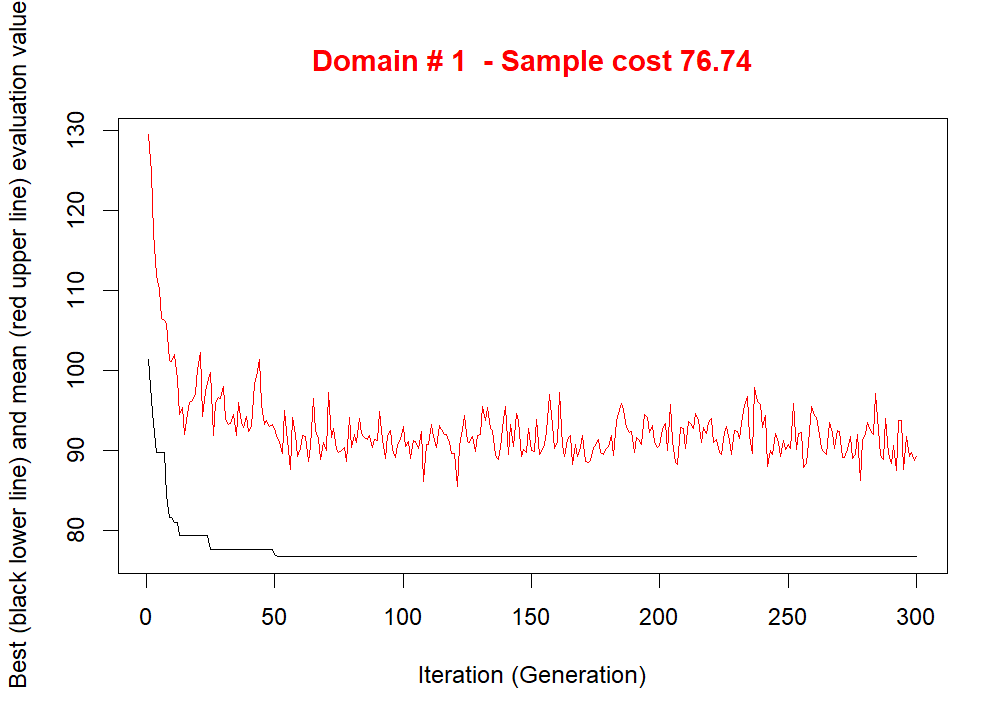 Domain # 1  - Sample cost 76.74
Best (black lower line) and mean (red upper line) evaluation value
130
120
110
100
90
80
0 50 100 150 200 250 300
Iteration (Generation)